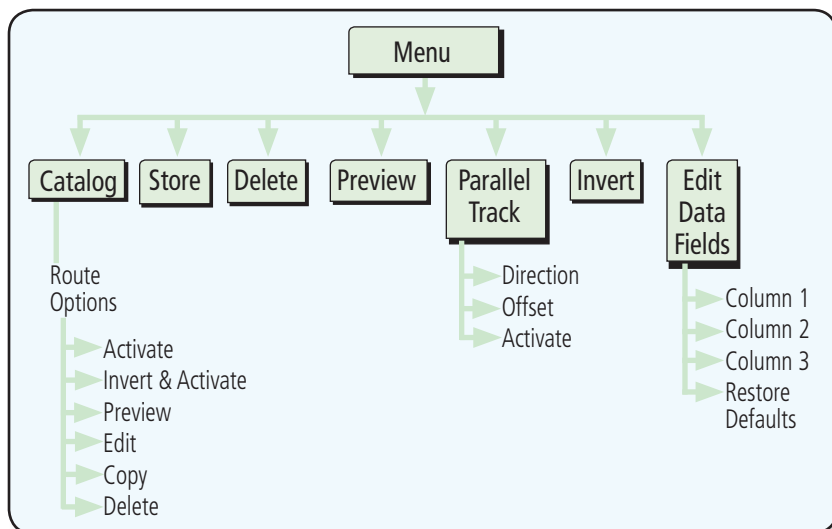 Menu
Catalog
Store
Delete
Preview
Parallel
Track
Invert
Edit
Data
Fields
Route
Options
Activate
Invert & Activate
Preview
Edit
Copy
Delete
Direction
Offset
Activate
Column 1
Column 2
Column 3
Restore
Defaults